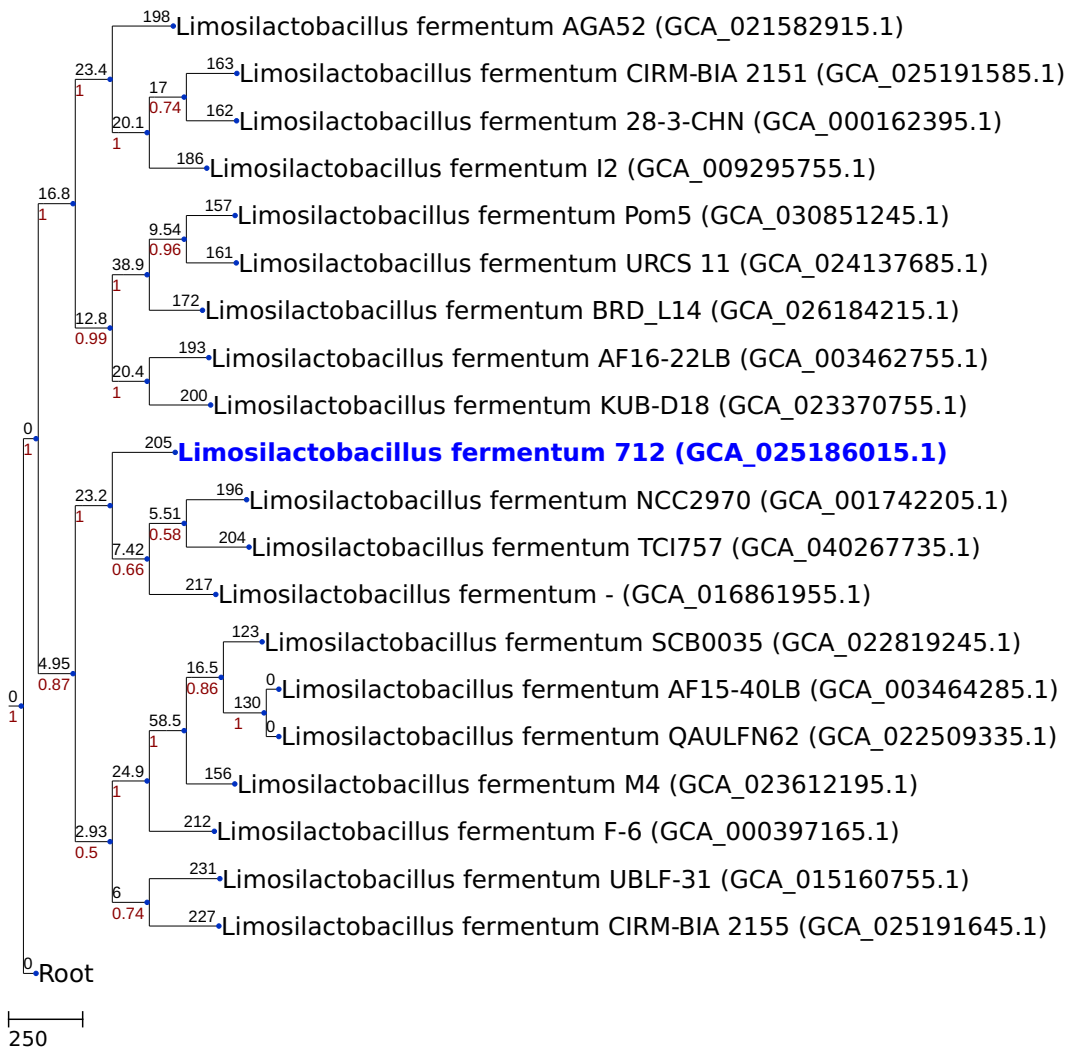 198
Limosilactobacillus fermentum AGA52 (GCA_021582915.1)
23.4
1
163
Limosilactobacillus fermentum CIRM-BIA 2151 (GCA_025191585.1)
17
0.74
162
Limosilactobacillus fermentum 28-3-CHN (GCA_000162395.1)
20.1
1
186
Limosilactobacillus fermentum I2 (GCA_009295755.1)
16.8
1
157
Limosilactobacillus fermentum Pom5 (GCA_030851245.1)
9.54
0.96
161
Limosilactobacillus fermentum URCS 11 (GCA_024137685.1)
38.9
1
172
Limosilactobacillus fermentum BRD_L14 (GCA_026184215.1)
12.8
0.99
193
Limosilactobacillus fermentum AF16-22LB (GCA_003462755.1)
20.4
1
200
Limosilactobacillus fermentum KUB-D18 (GCA_023370755.1)
0
1
205
Limosilactobacillus fermentum 712 (GCA_025186015.1)
23.2
1
196
Limosilactobacillus fermentum NCC2970 (GCA_001742205.1)
5.51
0.58
204
Limosilactobacillus fermentum TCI757 (GCA_040267735.1)
7.42
0.66
217
Limosilactobacillus fermentum - (GCA_016861955.1)
123
Limosilactobacillus fermentum SCB0035 (GCA_022819245.1)
4.95
0.87
16.5
0.86
0
Limosilactobacillus fermentum AF15-40LB (GCA_003464285.1)
0
1
130
1
0
Limosilactobacillus fermentum QAULFN62 (GCA_022509335.1)
58.5
1
156
Limosilactobacillus fermentum M4 (GCA_023612195.1)
24.9
1
212
Limosilactobacillus fermentum F-6 (GCA_000397165.1)
2.93
0.5
231
Limosilactobacillus fermentum UBLF-31 (GCA_015160755.1)
6
0.74
227
Limosilactobacillus fermentum CIRM-BIA 2155 (GCA_025191645.1)
0
Root
250